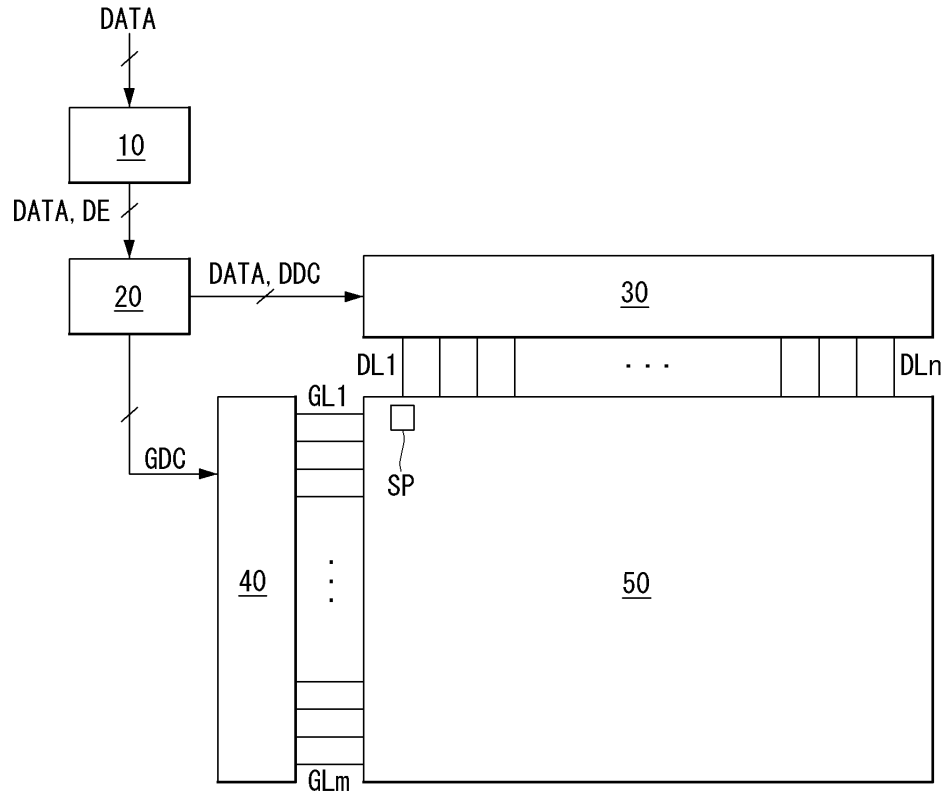 DATA
10
DATA, DE
20
DATA, DDC
30
DL1
. . .
DLn
GL1
GDC
SP
40
50
GLm